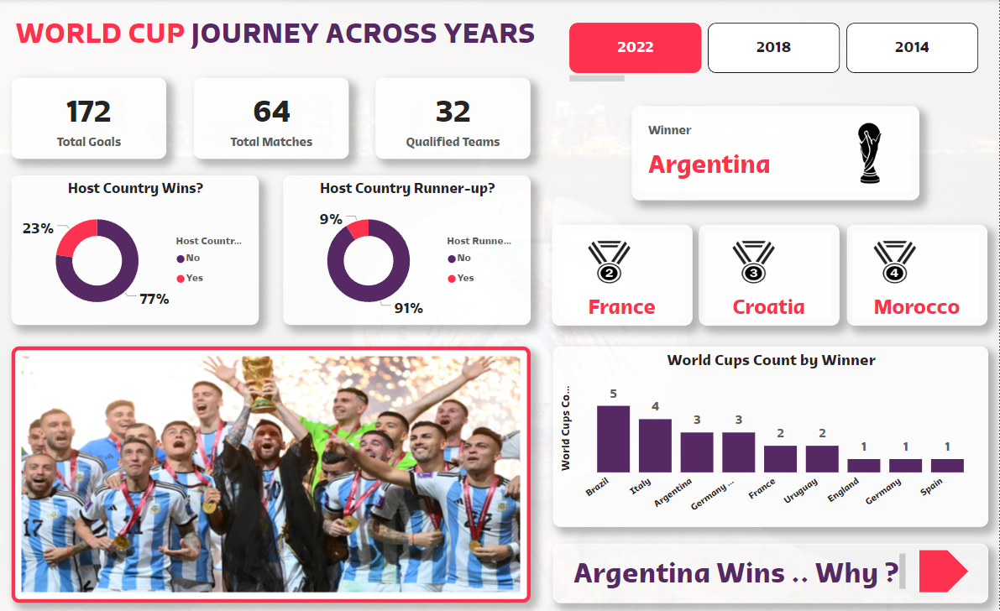 WORLD CUP JOURNEY ACROSS YEARS
2022
2018
2014
172
Total Goals
64
Total Matches
32
Qualified Teams
Winner
Argentina
Host Country Wins?
23%
77%
Host Countr...
No
Yes
Host Country Runner-up?
9%
91%
Host Runne...
No
Yes
2
France
3
Croatia
4
Morocco
17
11
10
22
World Cups Count by Winner
World Cups Co...
5
4
3
3
2
2
1
1
1
Brazil
Italy
Argentina
Germany ...
France
Uruguay
England
Germany
Spain
Argentina Wins .. Why ?